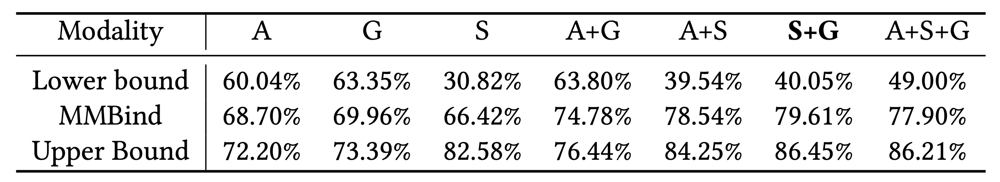 Modality A G S A+G A+S S+G A+S+G
Lower bound 60.04% 63.35% 30.82% 63.80% 39.54% 40.05% 49.00%
MMBind 68.70% 69.96% 66.42% 74.78% 78.54% 79.61% 77.90%
Upper Bound 72.20% 73.39% 82.58% 76.44% 84.25% 86.45% 86.21%